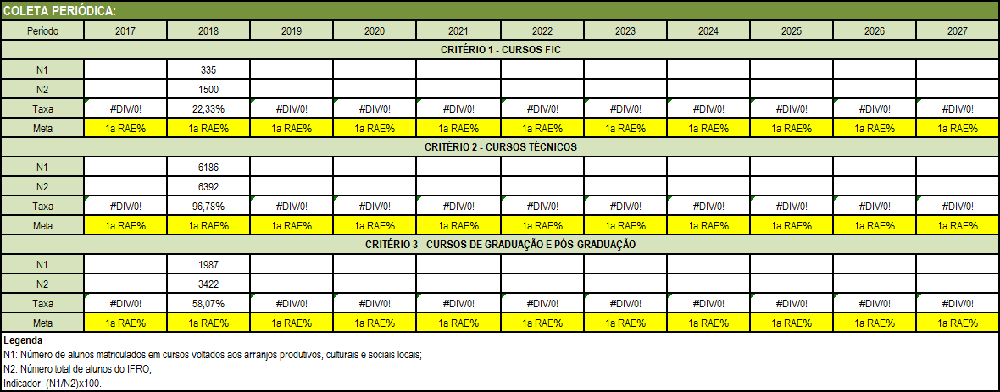 COLETA PERIÓDICA:
Período 2017 2018 2019 2020 2021 2022 2023 2024 2025 2026 2027
CRITÉRIO 1 - CURSOS FIC
N1 335
N2 1500
Taxa #DIV/0! 22,33% #DIV/0! #DIV/0! #DIV/0! #DIV/0! #DIV/0! #DIV/0! #DIV/0! #DIV/0! #DIV/0!
Meta 1a RAE% 1a RAE% 1a RAE% 1a RAE% 1a RAE% 1a RAE% 1a RAE% 1a RAE% 1a RAE% 1a RAE% 1a RAE%
CRITÉRIO 2 - CURSOS TÉCNICOS
N1 6186
N2 6392
Taxa #DIV/0! 96,78% #DIV/0! #DIV/0! #DIV/0! #DIV/0! #DIV/0! #DIV/0! #DIV/0! #DIV/0! #DIV/0!
Meta 1a RAE% 1a RAE% 1a RAE% 1a RAE% 1a RAE% 1a RAE% 1a RAE% 1a RAE% 1a RAE% 1a RAE% 1a RAE%
CRITÉRIO 3 - CURSOS DE GRADUAÇÃO E PÓS-GRADUAÇÃO
N1 1987
N2 3422
Taxa #DIV/0! 58,07% #DIV/0! #DIV/0! #DIV/0! #DIV/0! #DIV/0! #DIV/0! #DIV/0! #DIV/0! #DIV/0!
Meta 1a RAE% 1a RAE% 1a RAE% 1a RAE% 1a RAE% 1a RAE% 1a RAE% 1a RAE% 1a RAE% 1a RAE% 1a RAE%
Legenda
N1: Número de alunos matriculados em cursos voltados aos arranjos produtivos, culturais e sociais locais;
N2: Número total de alunos do IFRO;
Indicador: (N1/N2)x100.